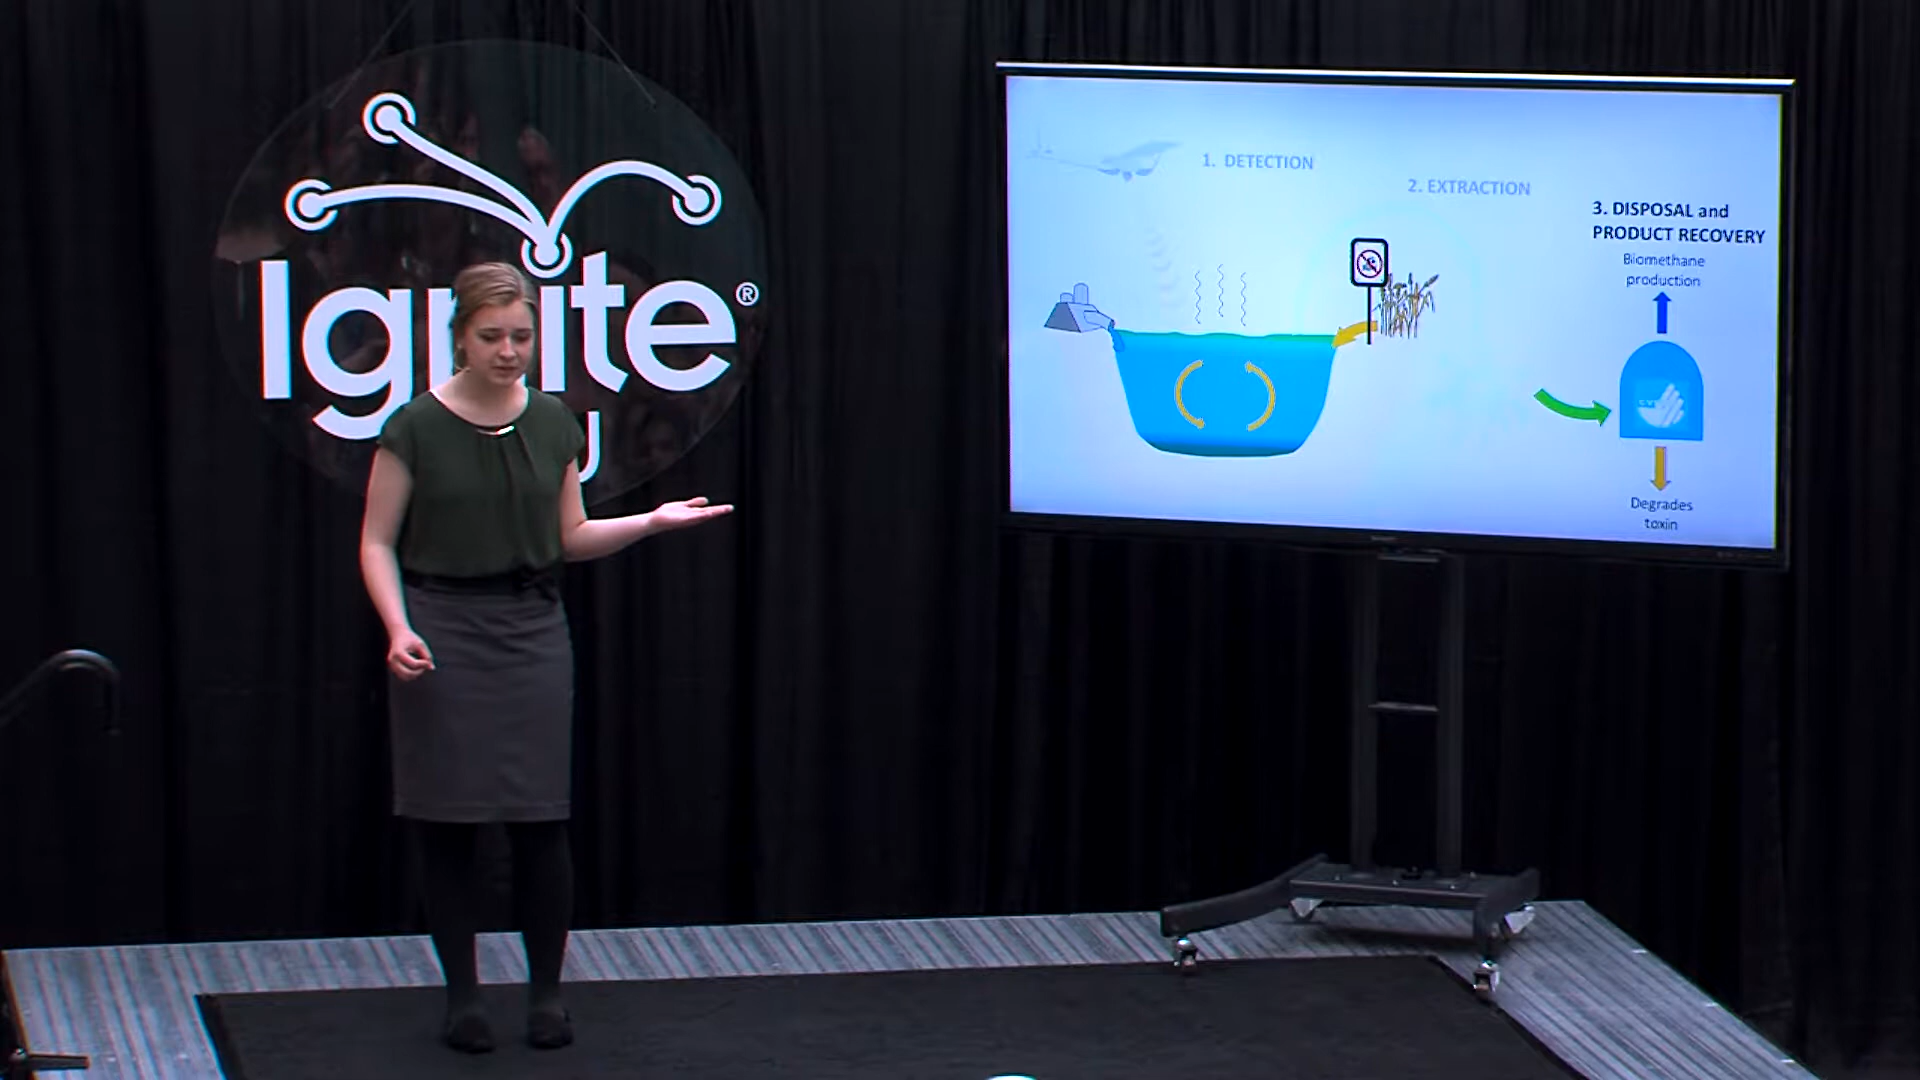 Ignite®
U
1. DETECTION
2. EXTRACTION
3. DISPOSAL and
PRODUCT RECOVERY
Biomethane
production
Degrades
toxin